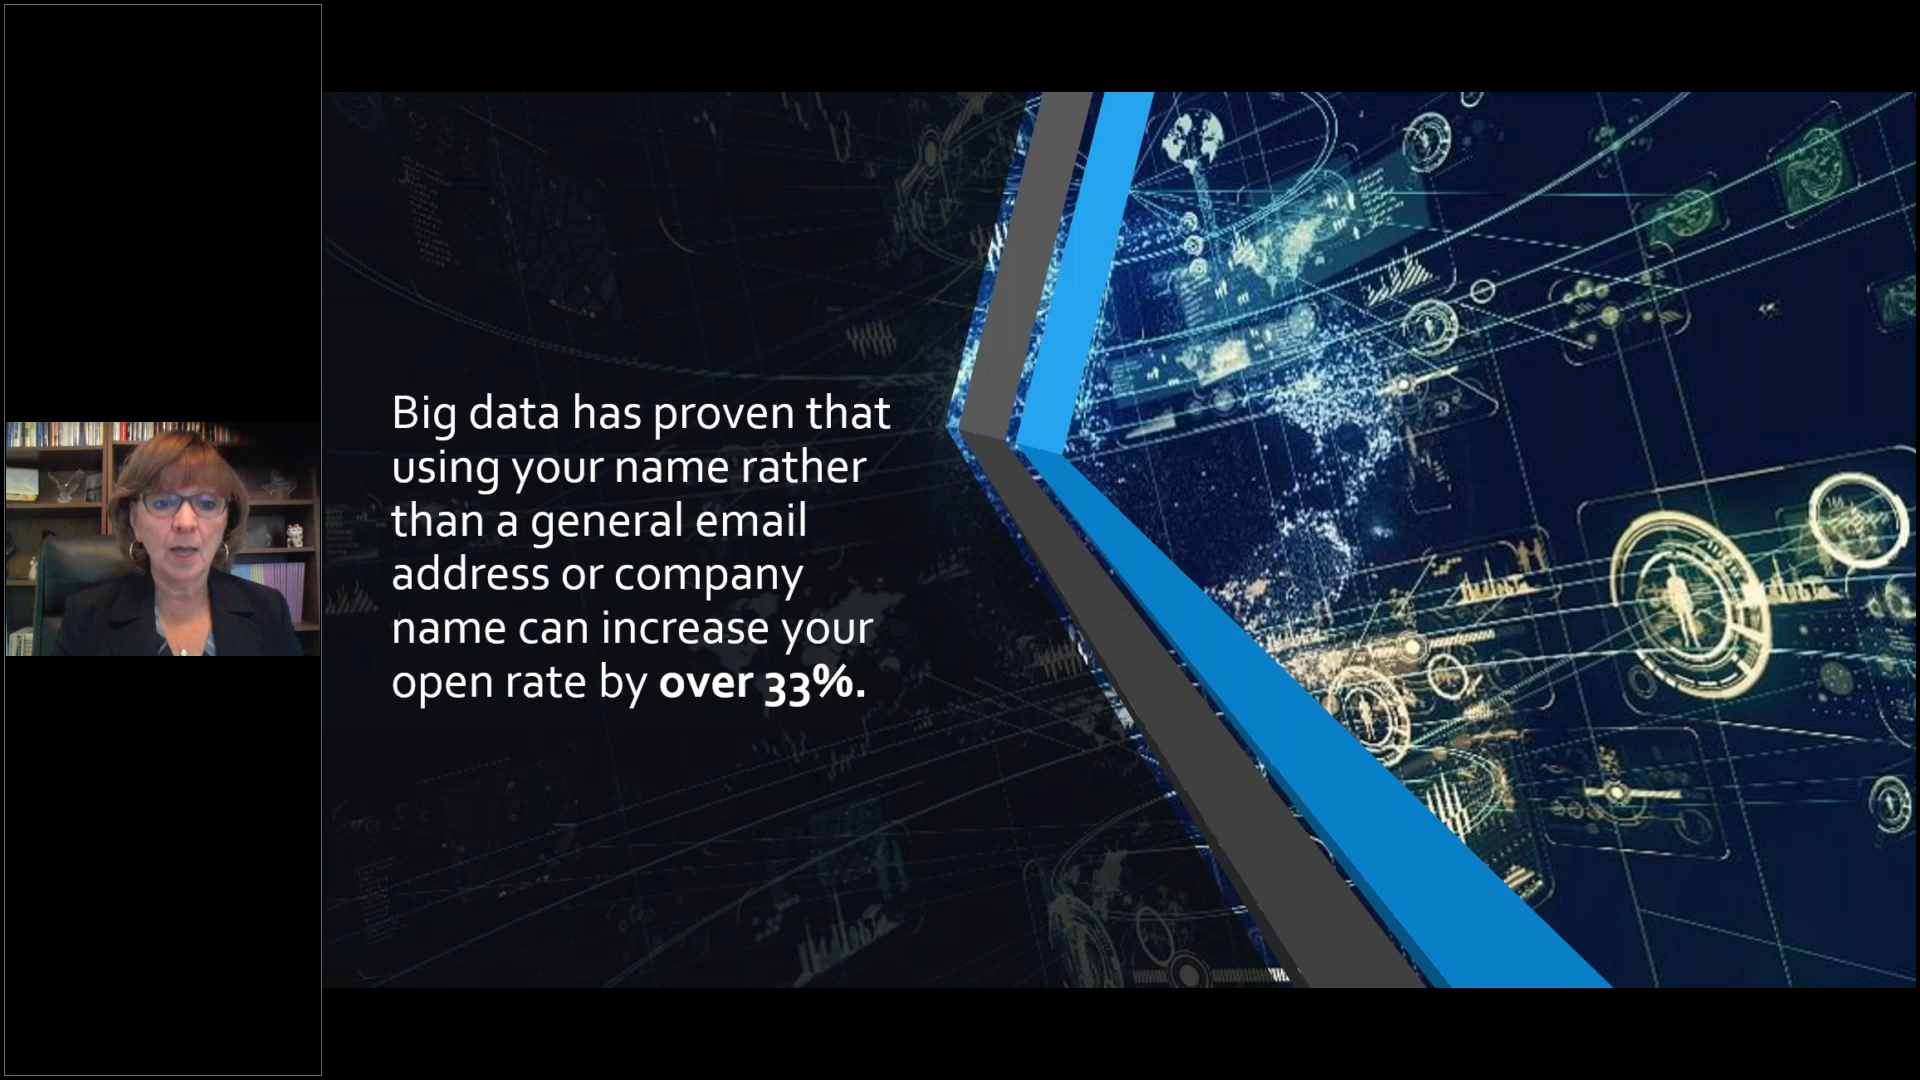 Big data has proven that
using your name rather
than a general email
address or company
name can increase your
open rate by over 33%.